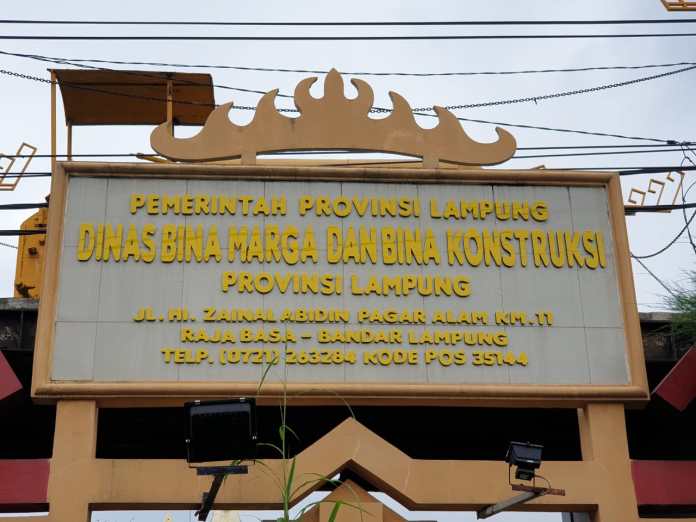 PEMERINTAH PROVINSI LAMPUNG
DINAS BINA MARGA DAN BINA KONSTRUKSI
PROVINSI LAMPUNG
JL. HI. ZAINAL ABIDIN PAGAR ALAM KM. 11
RAJA BASA - BANDAR LAMPUNG
TELP. (0721) 263284 KODE POS 35144